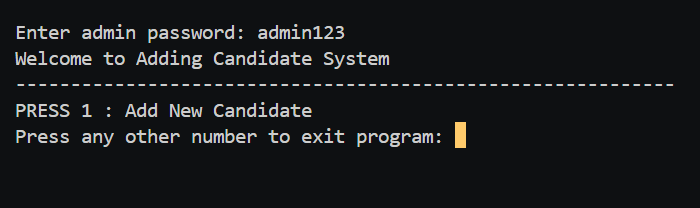 Enter admin password: admin123
Welcome to Adding Candidate System
------------------------------------------------------------
PRESS 1 : Add New Candidate
Press any other number to exit program: